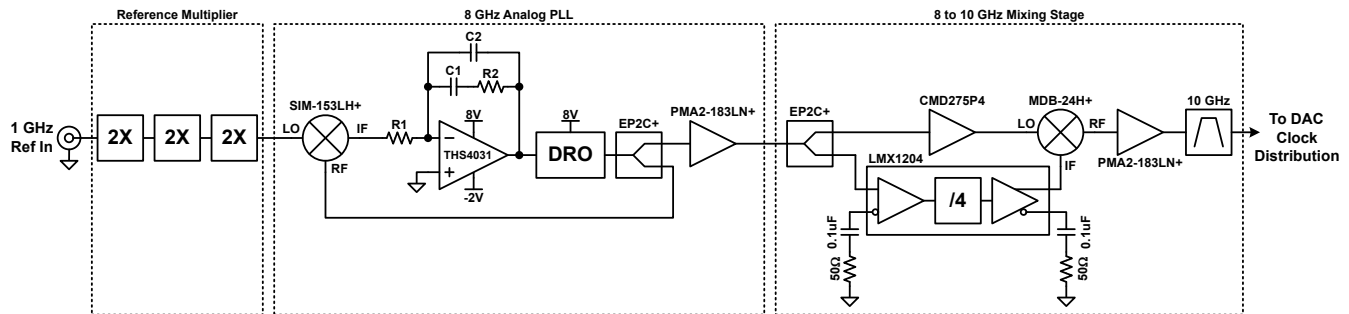 Reference Multiplier
8 GHz Analog PLL
8 to 10 GHz Mixing Stage
1 GHz
Ref In
2X
2X
2X
SIM-153LH+
LO
IF
RF
R1
C2
C1
R2
8V
THS4031
-2V
8V
DRO
EP2C+
PMA2-183LN+
EP2C+
CMD275P4
LMX1204
/4
0.1uF
50Ω
0.1uF
50Ω
MDB-24H+
LO
RF
IF
PMA2-183LN+
10 GHz
To DAC
Clock
Distribution